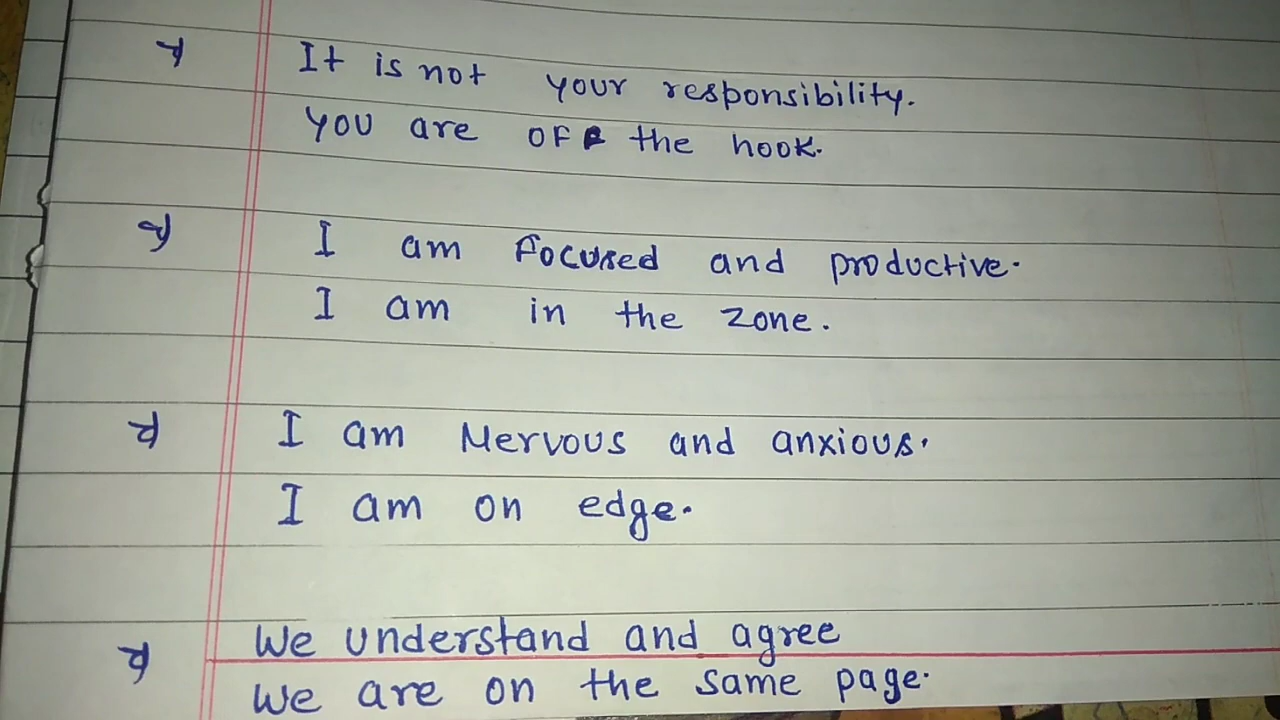 It is not your responsibility.
You are off the hook.
I am focused and productive.
I am in the zone.
I am Nervous and anxious.
I am on edge.
We understand and agree
We are on the same page.